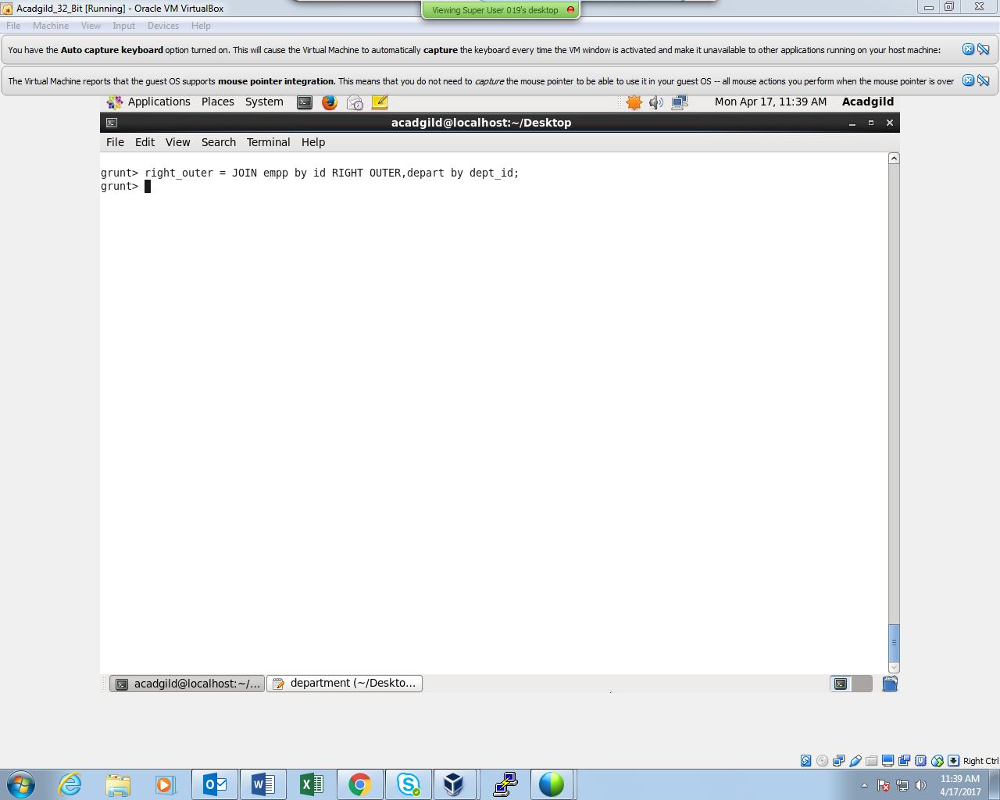 Acadgild_32_Bit [Running] - Oracle VM VirtualBox
Viewing Super User 019's desktop
File Machine View Input Devices Help
You have the Auto capture keyboard option turned on. This will cause the Virtual Machine to automatically capture the keyboard every time the VM window is activated and make it unavailable to other applications running on your host machine:
The Virtual Machine reports that the guest OS supports mouse pointer integration. This means that you do not need to capture the mouse pointer to be able to use it in your guest OS -- all mouse actions you perform when the mouse pointer is over
Applications Places System Mon Apr 17, 11:39 AM Acadgild
acadgild@localhost:~/Desktop
File Edit View Search Terminal Help
grunt> right_outer = JOIN empp by id RIGHT OUTER,depart by dept_id;
grunt>
acadgild@localhost:~/... department (~/Deskto...
Right Ctrl
11:39 AM
4/17/2017